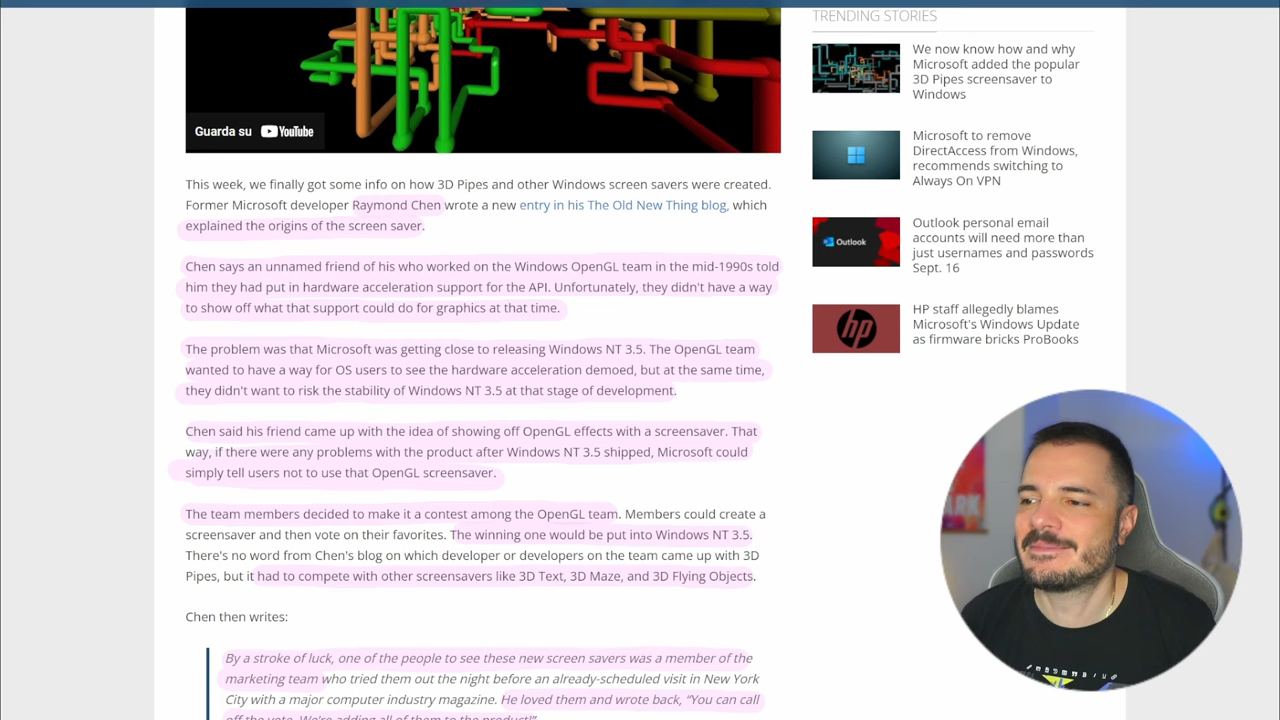 Guarda su YouTube
This week, we finally got some info on how 3D Pipes and other Windows screen savers were created.
Former Microsoft developer Raymond Chen wrote a new entry in his The Old New Thing blog, which
explained the origins of the screen saver.
Chen says an unnamed friend of his who worked on the Windows OpenGL team in the mid-1990s told
him they had put in hardware acceleration support for the API. Unfortunately, they didn't have a way
to show off what that support could do for graphics at that time.
The problem was that Microsoft was getting close to releasing Windows NT 3.5. The OpenGL team
wanted to have a way for OS users to see the hardware acceleration demoed, but at the same time,
they didn't want to risk the stability of Windows NT 3.5 at that stage of development.
Chen said his friend came up with the idea of showing off OpenGL effects with a screensaver. That
way, if there were any problems with the product after Windows NT 3.5 shipped, Microsoft could
simply tell users not to use that OpenGL screensaver.
The team members decided to make it a contest among the OpenGL team. Members could create a
screensaver and then vote on their favorites. The winning one would be put into Windows NT 3.5.
There's no word from Chen's blog on which developer or developers on the team came up with 3D
Pipes, but it had to compete with other screensavers like 3D Text, 3D Maze, and 3D Flying Objects.
Chen then writes:
By a stroke of luck, one of the people to see these new screen savers was a member of the
marketing team who saw them out the night before an already-scheduled visit in New York
City with a major computer industry magazine. He loved them and wrote back, "You can call
off the vote. We're adding all of them to the product!"
TRENDING STORIES
We now know how and why
Microsoft added the popular
3D Pipes screensaver to
Windows
Microsoft to remove
DirectAccess from Windows,
recommends switching to
Always On VPN
Outlook
Outlook personal email
accounts will need more than
just usernames and passwords
Sept. 16
hp
HP staff allegedly blames
Microsoft's Windows Update
as firmware bricks ProBooks